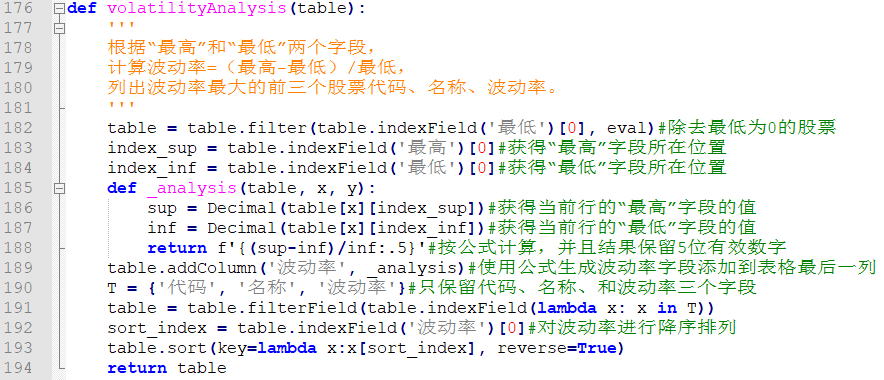 176 def volatilityAnalysis(table):
177     '''
178     根据“最高”和“最低”两个字段，
179     计算波动率=（最高-最低）/最低，
180     列出波动率最大的前三个股票代码、名称、波动率。
181     '''
182     table = table.filter(table.indexField('最低')[0], eval)#除去最低为0的股票
183     index_sup = table.indexField('最高')[0]#获得“最高”字段所在位置
184     index_inf = table.indexField('最低')[0]#获得“最低”字段所在位置
185     def _analysis(table, x, y):
186         sup = Decimal(table[x][index_sup])#获得当前行的“最高”字段的值
187         inf = Decimal(table[x][index_inf])#获得当前行的“最低”字段的值
188         return f'{(sup-inf)/inf:.5}'#按公式计算，并且结果保留5位有效数字
189     table.addColumn('波动率', _analysis)#使用公式生成波动率字段添加到表格最后一列
190     T = {'代码', '名称', '波动率'}#只保留代码、名称、和波动率三个字段
191     table = table.filterField(table.indexField(lambda x: x in T))
192     sort_index = table.indexField('波动率')[0]#对波动率进行降序排列
193     table.sort(key=lambda x:x[sort_index], reverse=True)
194     return table